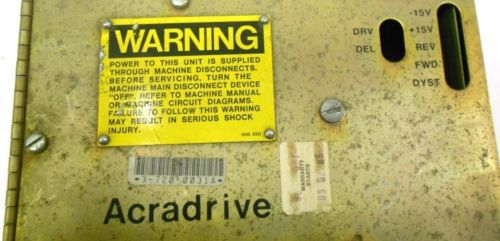 WARNING
POWER TO THIS UNIT IS SUPPLIED
THROUGH MACHINE DISCONNECTS.
BEFORE SERVICING, TURN THE
MACHINE MAIN DISCONNECT DEVICE
"OFF". REFER TO MACHINE MANUAL
OR MACHINE CIRCUIT DIAGRAMS.
FAILURE TO FOLLOW THIS WARNING
MAY RESULT IN SERIOUS SHOCK
INJURY.
-15V
DRV +15V
DEL REV
FWD
DYST
*3-720-0031A*
WARRANTY
STARTS
Acradrive